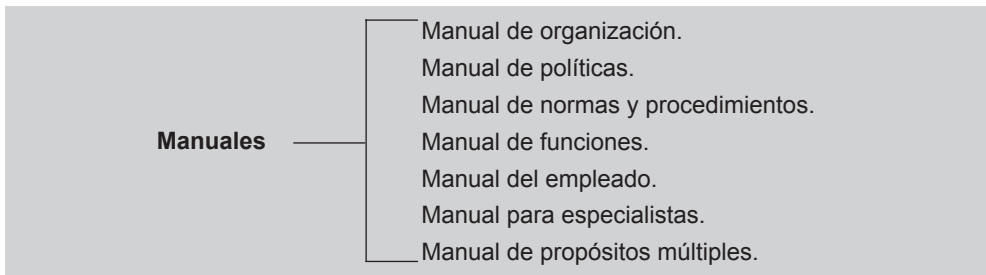 Manual de organización.
Manual de políticas.
Manual de normas y procedimientos.
Manuales
Manual de funciones.
Manual del empleado.
Manual para especialistas.
Manual de propósitos múltiples.